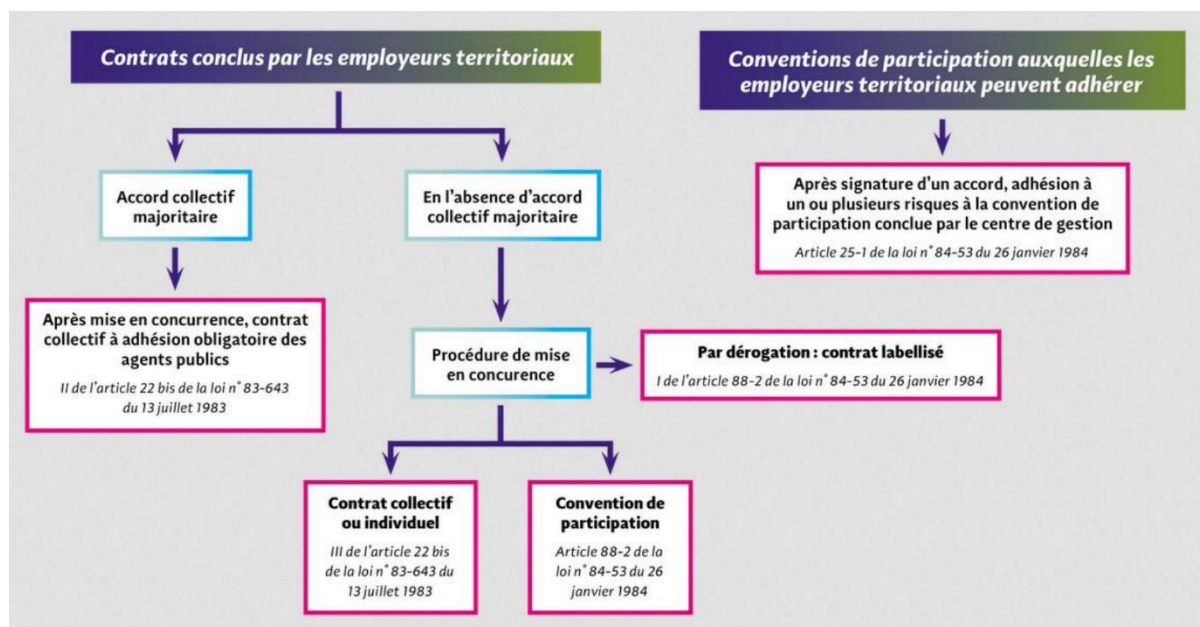 Contrats conclus par les employeurs territoriaux
Conventions de participation auxquelles les
employeurs territoriaux peuvent adhérer
Accord collectif
majoritaire
En l'absence d'accord
collectif majoritaire
Après signature d'un accord, adhésion à
un ou plusieurs risques à la convention de
participation conclue par le centre de gestion
Article 25-1 de la loi n° 84-53 du 26 janvier 1984
Après mise en concurrence, contrat
collectif à adhésion obligatoire des
agents publics
II de l'article 22 bis de la loi n° 83-643
du 13 juillet 1983
Procédure de mise
en concurence
Par dérogation : contrat labellisé
I de l'article 88-2 de la loi n° 84-53 du 26 janvier 1984
Contrat collectif
ou individuel
III de l'article 22 bis
de la loi n° 83-643 du
13 juillet 1983
Convention de
participation
Article 88-2 de la
loi n° 84-53 du 26
janvier 1984